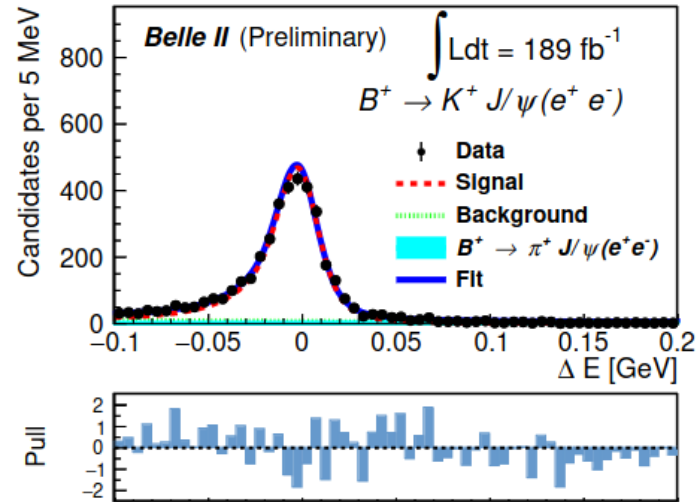 Belle II (Preliminary)
∫Ldt = 189 fb⁻¹
B⁺ → K⁺ J/ψ(e⁺ e⁻)
Data
Signal
Background
B⁺ → π⁺ J/ψ(e⁺e⁻)
Fit
Candidates per 5 MeV
800
600
400
200
0
−0.1 −0.05 0 0.05 0.1 0.15 0.2
Δ E [GeV]
Pull
2
1
0
−1
−2